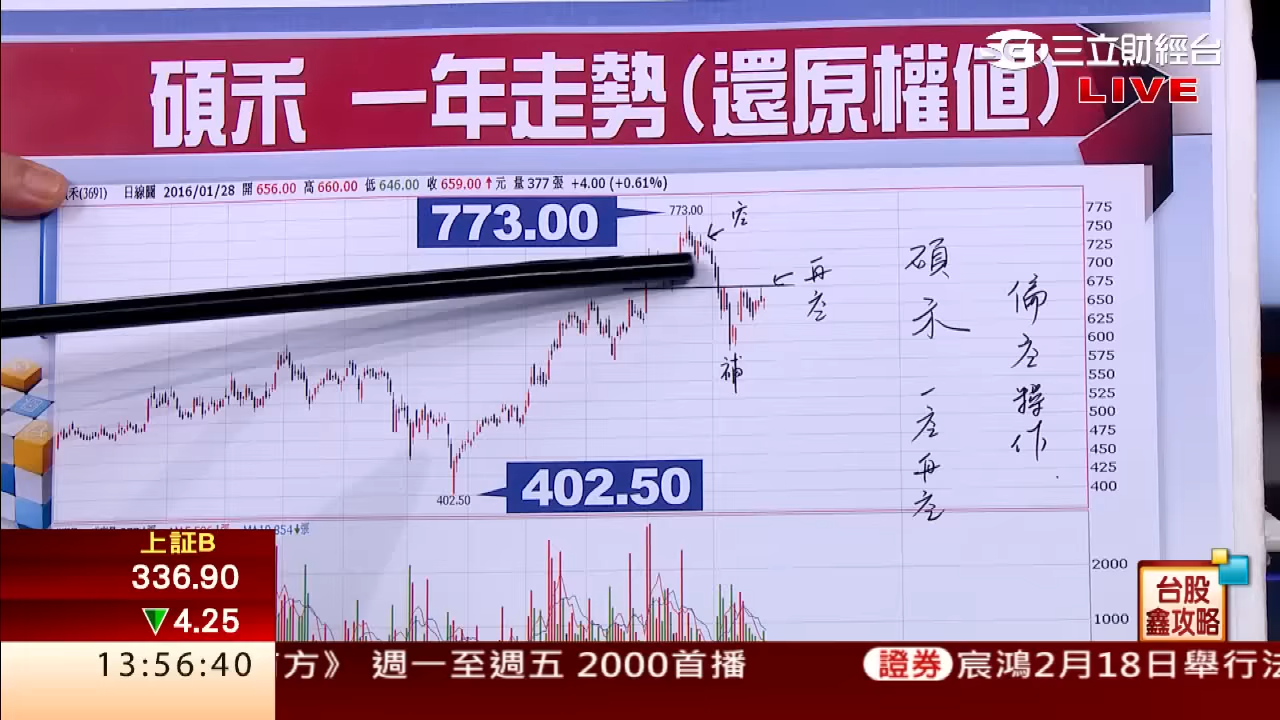 碩禾 一年走勢(還原權值)
三立財經台
LIVE
禾(3691) 日線圖 2016/01/28 開 656.00 高 660.00 低 646.00 收 659.00↑元 量 377 張 +4.00 (+0.61%)
773.00
773.00
402.50
402.50
補
碩禾
偏空操作
一空再空
再空
空
775
750
725
700
675
650
625
600
575
550
525
500
475
450
425
400
2000
1000
上証B
336.90
▼4.25
13:56:40
方》 週一至週五 2000首播
證券 宸鴻2月18日舉行法
台股
鑫攻略